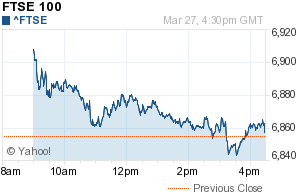 FTSE 100
^FTSE
Mar 27, 4:30pm GMT
6,920
6,900
6,880
6,860
6,840
© Yahoo!
8am 10am 12pm 2pm 4pm
Previous Close